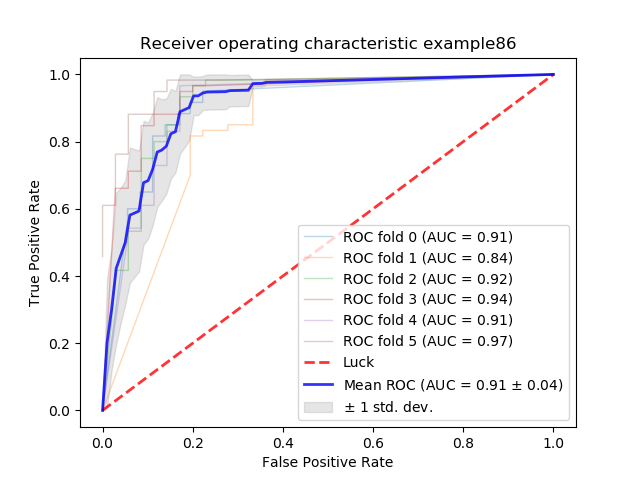 Receiver operating characteristic example86
True Positive Rate
1.0
0.8
0.6
0.4
0.2
0.0
ROC fold 0 (AUC = 0.91)
ROC fold 1 (AUC = 0.84)
ROC fold 2 (AUC = 0.92)
ROC fold 3 (AUC = 0.94)
ROC fold 4 (AUC = 0.91)
ROC fold 5 (AUC = 0.97)
Luck
Mean ROC (AUC = 0.91 ± 0.04)
± 1 std. dev.
0.0 0.2 0.4 0.6 0.8 1.0
False Positive Rate